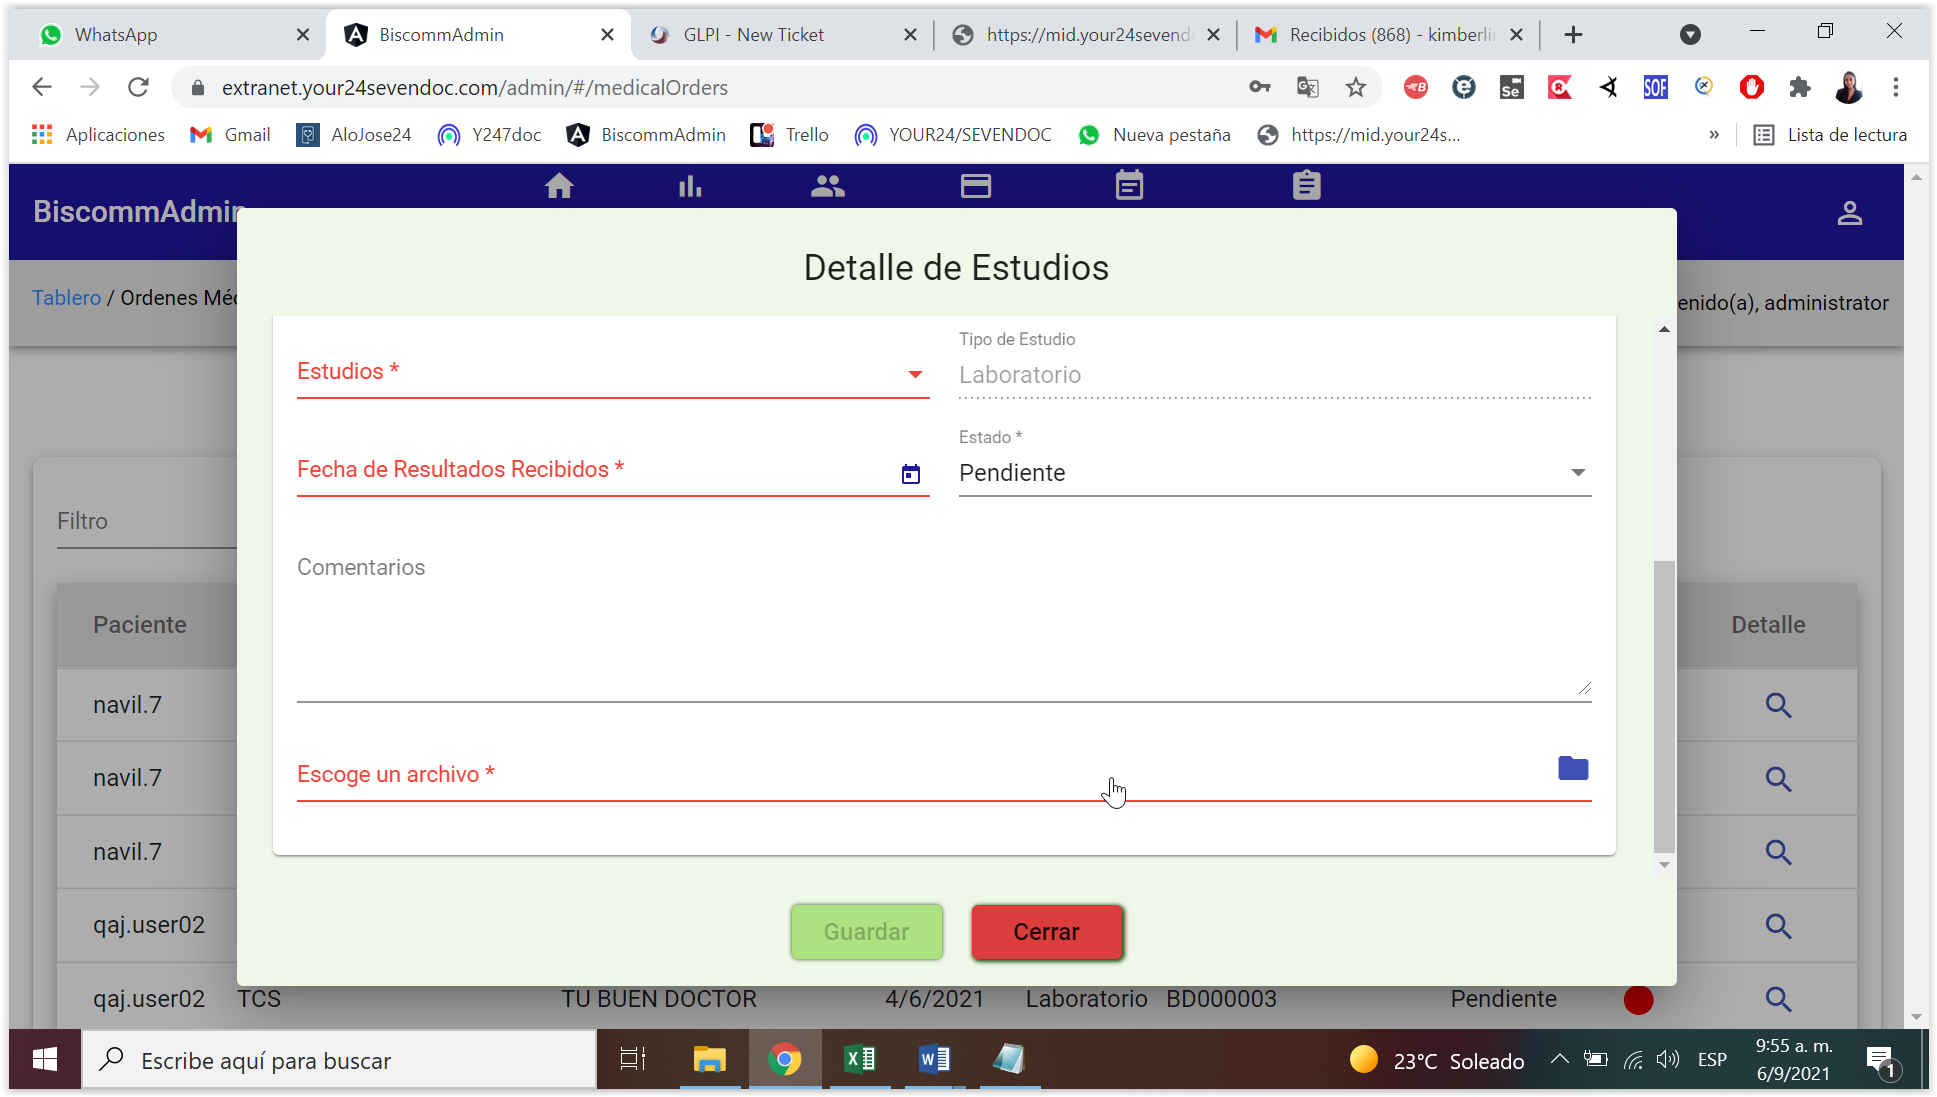 WhatsApp
BiscommAdmin
GLPI - New Ticket
https://mid.your24sevend
Recibidos (868) - kimberlin
extranet.your24sevendoc.com/admin/#/medicalOrders
Aplicaciones
Gmail
AloJose24
Y247doc
BiscommAdmin
Trello
YOUR24/SEVENDOC
Nueva pestaña
https://mid.your24s...
»
Lista de lectura
BiscommAdmin
Tablero / Ordenes Méd
enido(a), administrator
Detalle de Estudios
Estudios *
Tipo de Estudio
Laboratorio
Fecha de Resultados Recibidos *
Estado *
Pendiente
Comentarios
Escoge un archivo *
Guardar
Cerrar
Filtro
Paciente
Detalle
navil.7
navil.7
navil.7
qaj.user02
qaj.user02 TCS TU BUEN DOCTOR 4/6/2021 Laboratorio BD000003 Pendiente
Escribe aquí para buscar
23°C Soleado
ESP
9:55 a. m.
6/9/2021
1